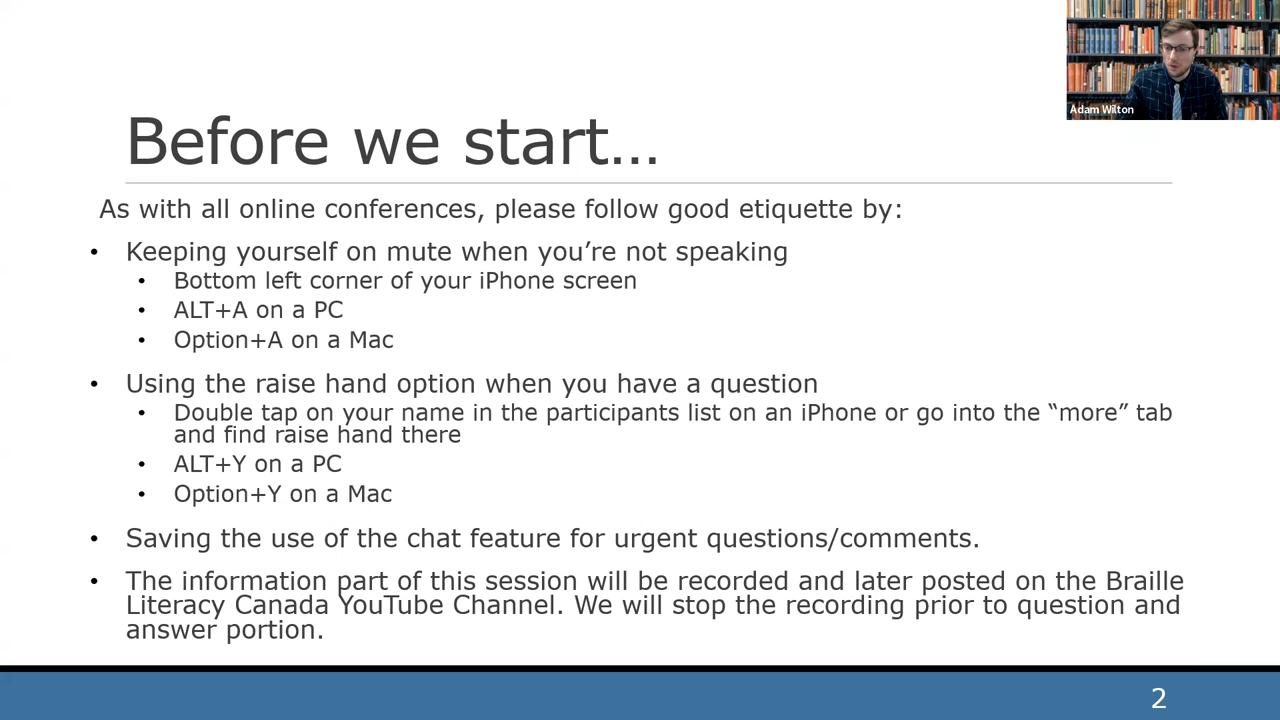 Adam Wilton
Before we start…
As with all online conferences, please follow good etiquette by:
• Keeping yourself on mute when you’re not speaking
• Bottom left corner of your iPhone screen
• ALT+A on a PC
• Option+A on a Mac
• Using the raise hand option when you have a question
• Double tap on your name in the participants list on an iPhone or go into the “more” tab
and find raise hand there
• ALT+Y on a PC
• Option+Y on a Mac
• Saving the use of the chat feature for urgent questions/comments.
• The information part of this session will be recorded and later posted on the Braille
Literacy Canada YouTube Channel. We will stop the recording prior to question and
answer portion.
2